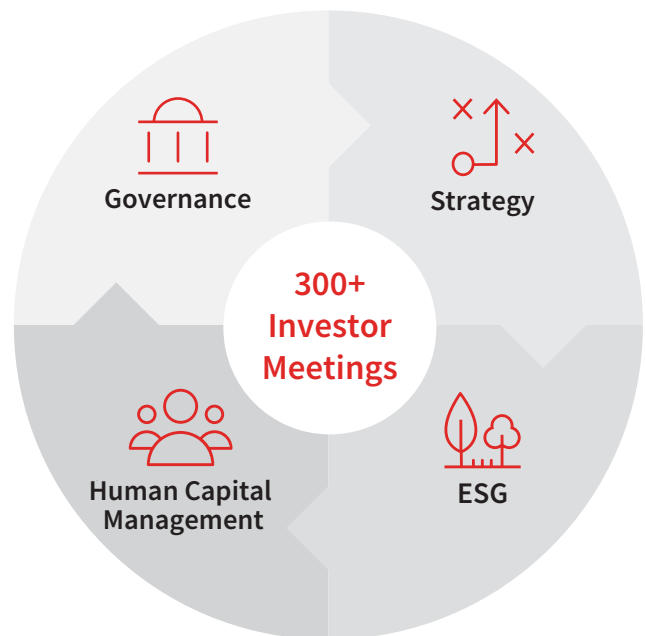 Governance
Strategy
300+
Investor
Meetings
Human Capital
Management
ESG